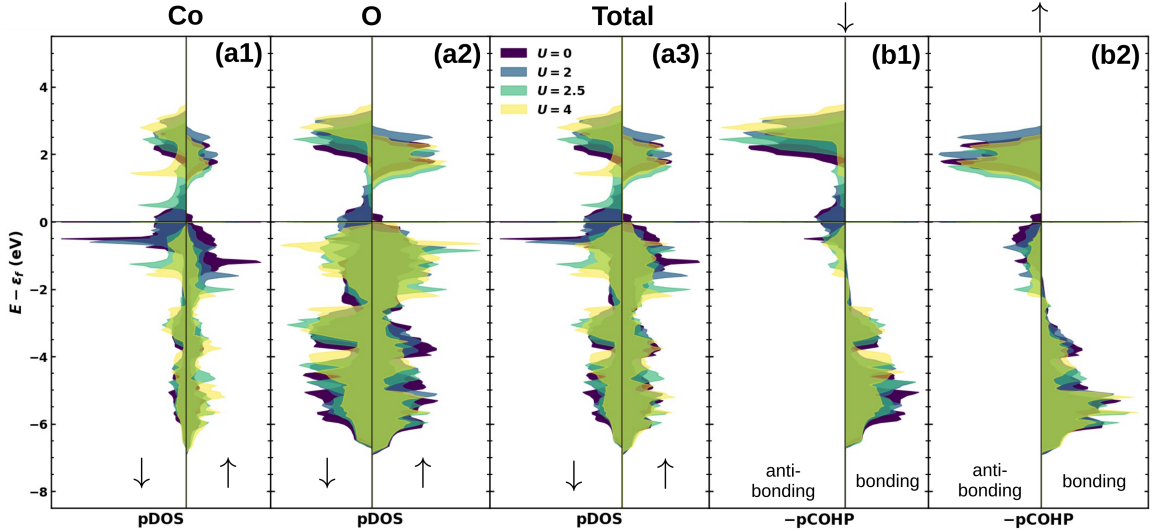 Co O Total ↓ ↑
(a1) (a2) (a3) (b1) (b2)
U = 0
U = 2
U = 2.5
U = 4
4
2
0
−2
−4
−6
−8
E − εf (eV)
↓ ↑ ↓ ↑ ↓ ↑
anti-
bonding
bonding
anti-
bonding
bonding
pDOS pDOS pDOS −pCOHP −pCOHP